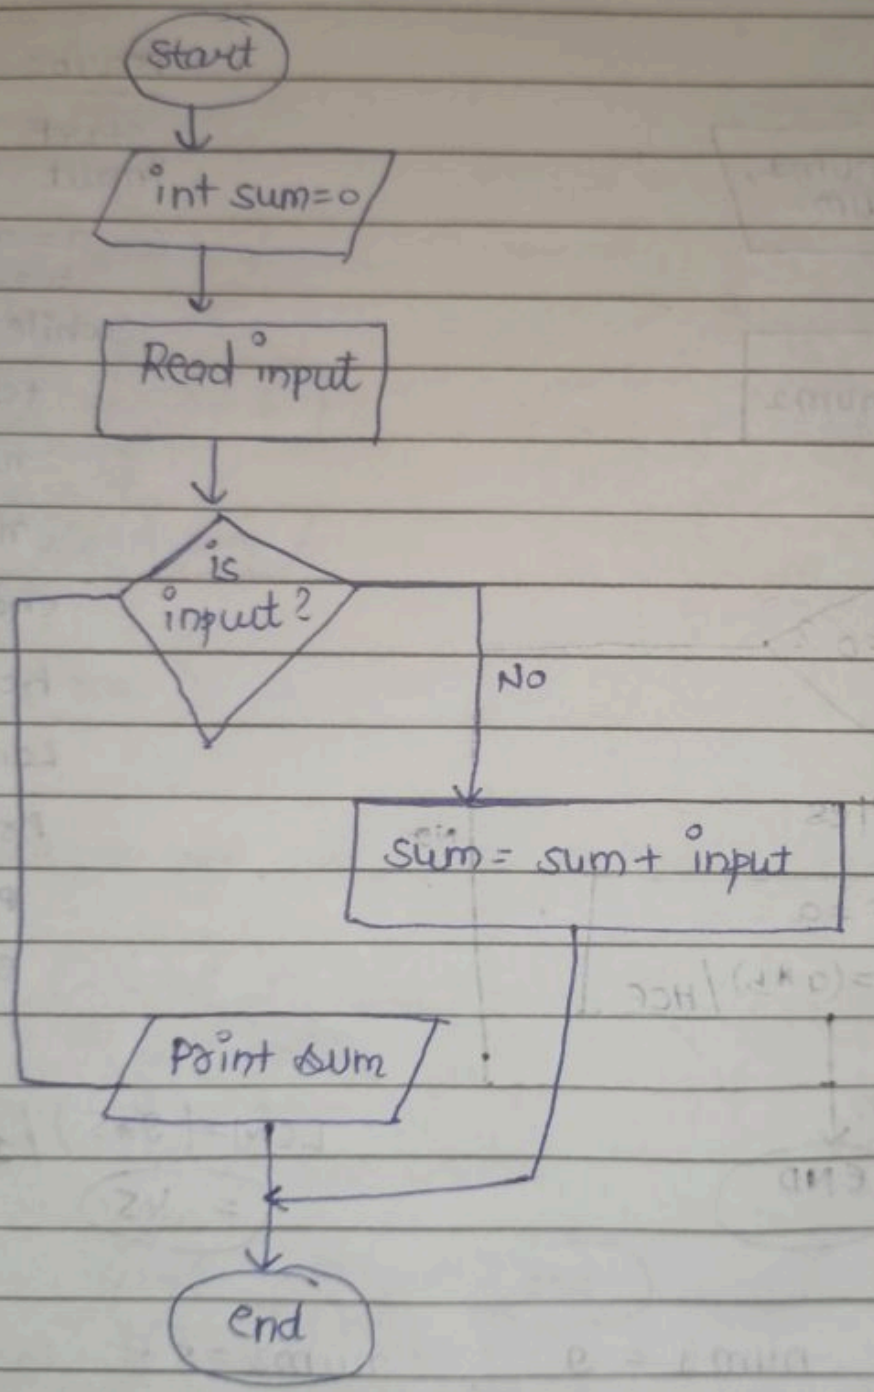 Start
int sum=0
Read input
is
input?
NO
sum= sum+ input
Print sum
end